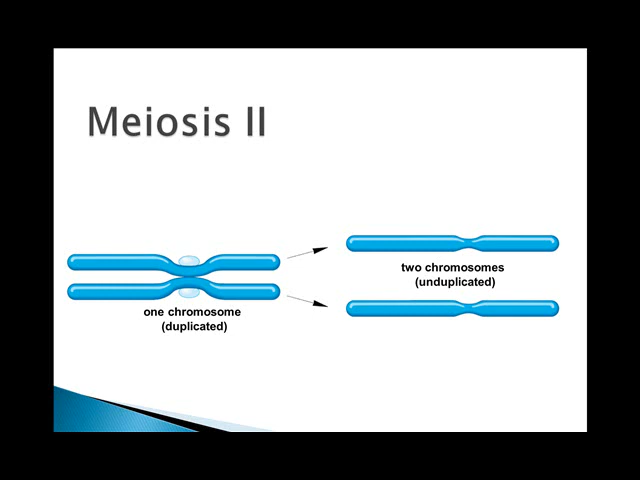 Meiosis II
two chromosomes
(unduplicated)
one chromosome
(duplicated)